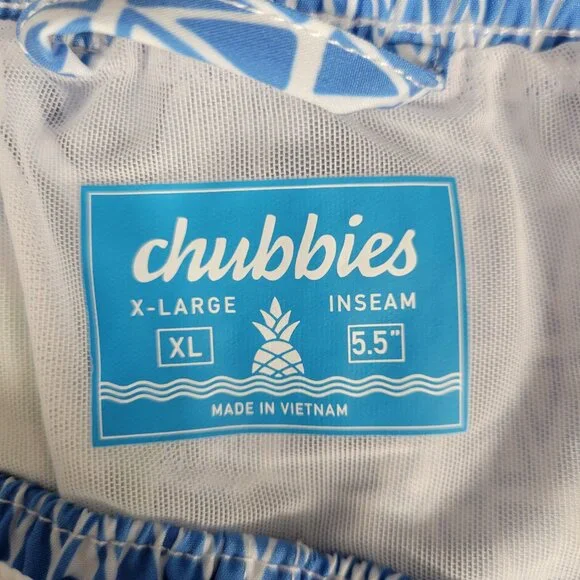 chubbies
X-LARGE INSEAM
XL 5.5"
MADE IN VIETNAM